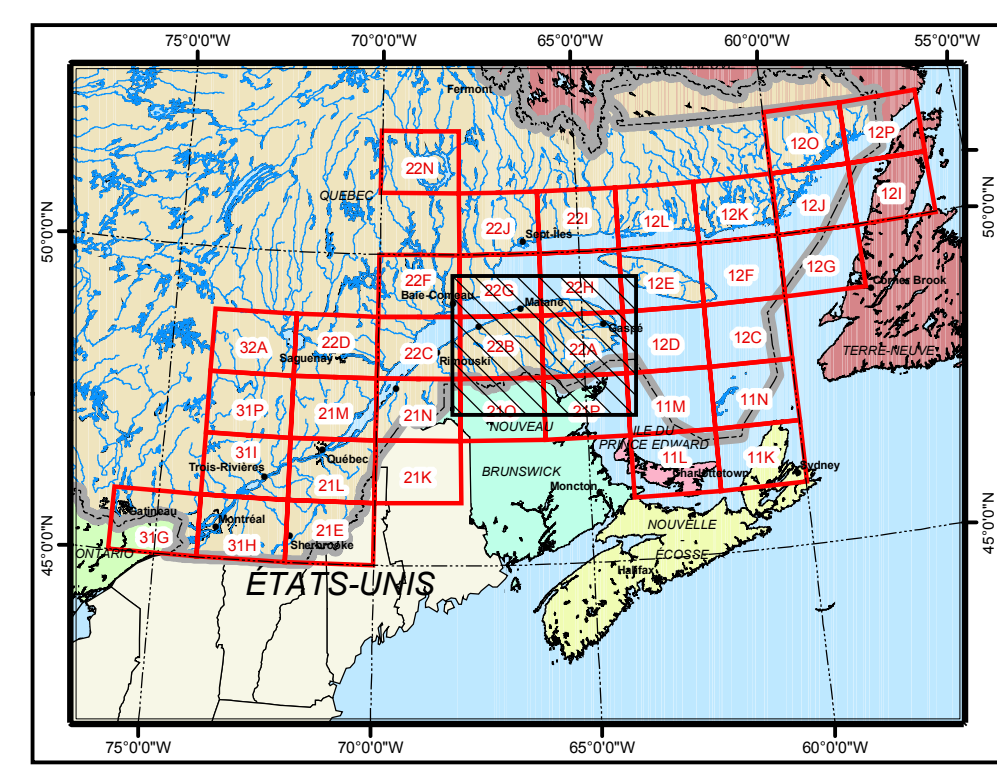 75°0'0"W 70°0'0"W 65°0'0"W 60°0'0"W 55°0'0"W
Fermont
12P
12O
22N
QUEBEC
12I
22J 22I 12L 12K 12J
50°0'0"N
50°0'0"N
Sept-Iles
22F 22G 22H 12E 12F 12G
Baie-Comeau
Matane
Corner Brook
Gaspé
32A 22D 22C 22B 22A 12D 12C
Saguenay
Rimouski
TERRE-NEUVE
31P 21M 21N 21O 21P 11M 11N
NOUVEAU
BRUNSWICK
ILE DU
PRINCE EDWARD
31I
Trois-Rivières
Québec
21L 21K 11L 11K
Charlottetown
Sydney
Moncton
Gatineau
Montréal
31G 31H 21E
Sherbrooke
ONTARIO
NOUVELLE
ÉCOSSE
Halifax
45°0'0"N
45°0'0"N
ÉTATS-UNIS
75°0'0"W 70°0'0"W 65°0'0"W 60°0'0"W